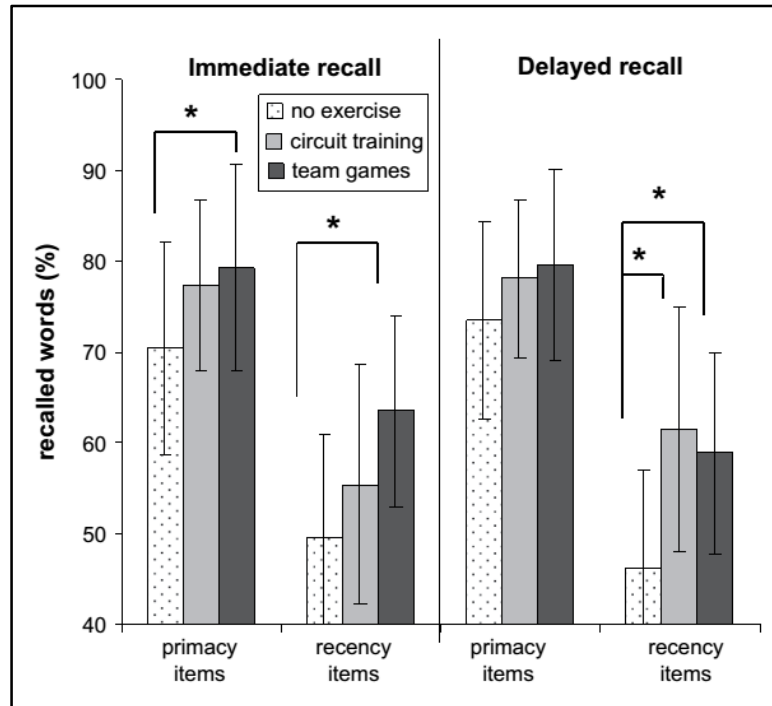 Immediate recall
Delayed recall
recalled words (%)
100
90
80
70
60
50
40
no exercise
circuit training
team games
*
*
*
*
primacy
items
recency
items
primacy
items
recency
items